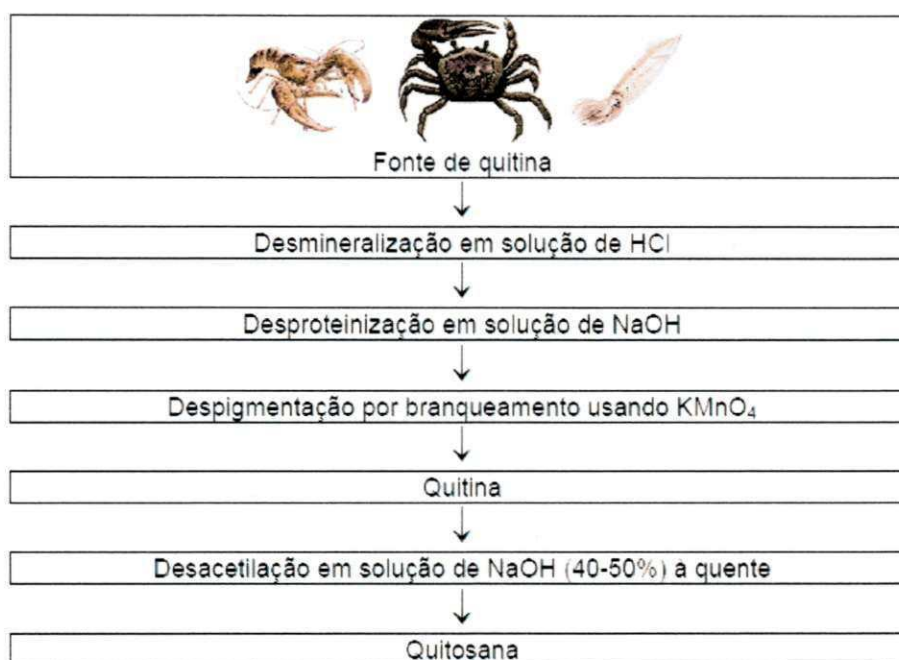 Fonte de quitina
Desmineralização em solução de HCl
Desproteinização em solução de NaOH
Despigmentação por branqueamento usando KMnO₄
Quitina
Desacetilação em solução de NaOH (40-50%) à quente
Quitosana